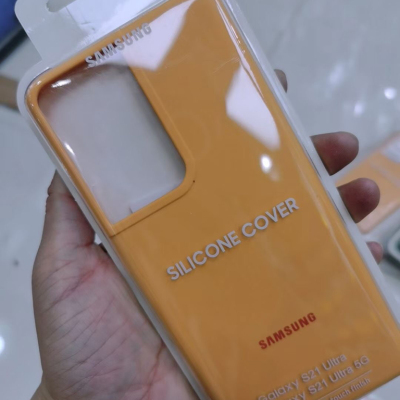 SAMSUNG
SILICONE COVER
SAMSUNG
Galaxy S21 Ultra
Galaxy S21 Ultra 5G